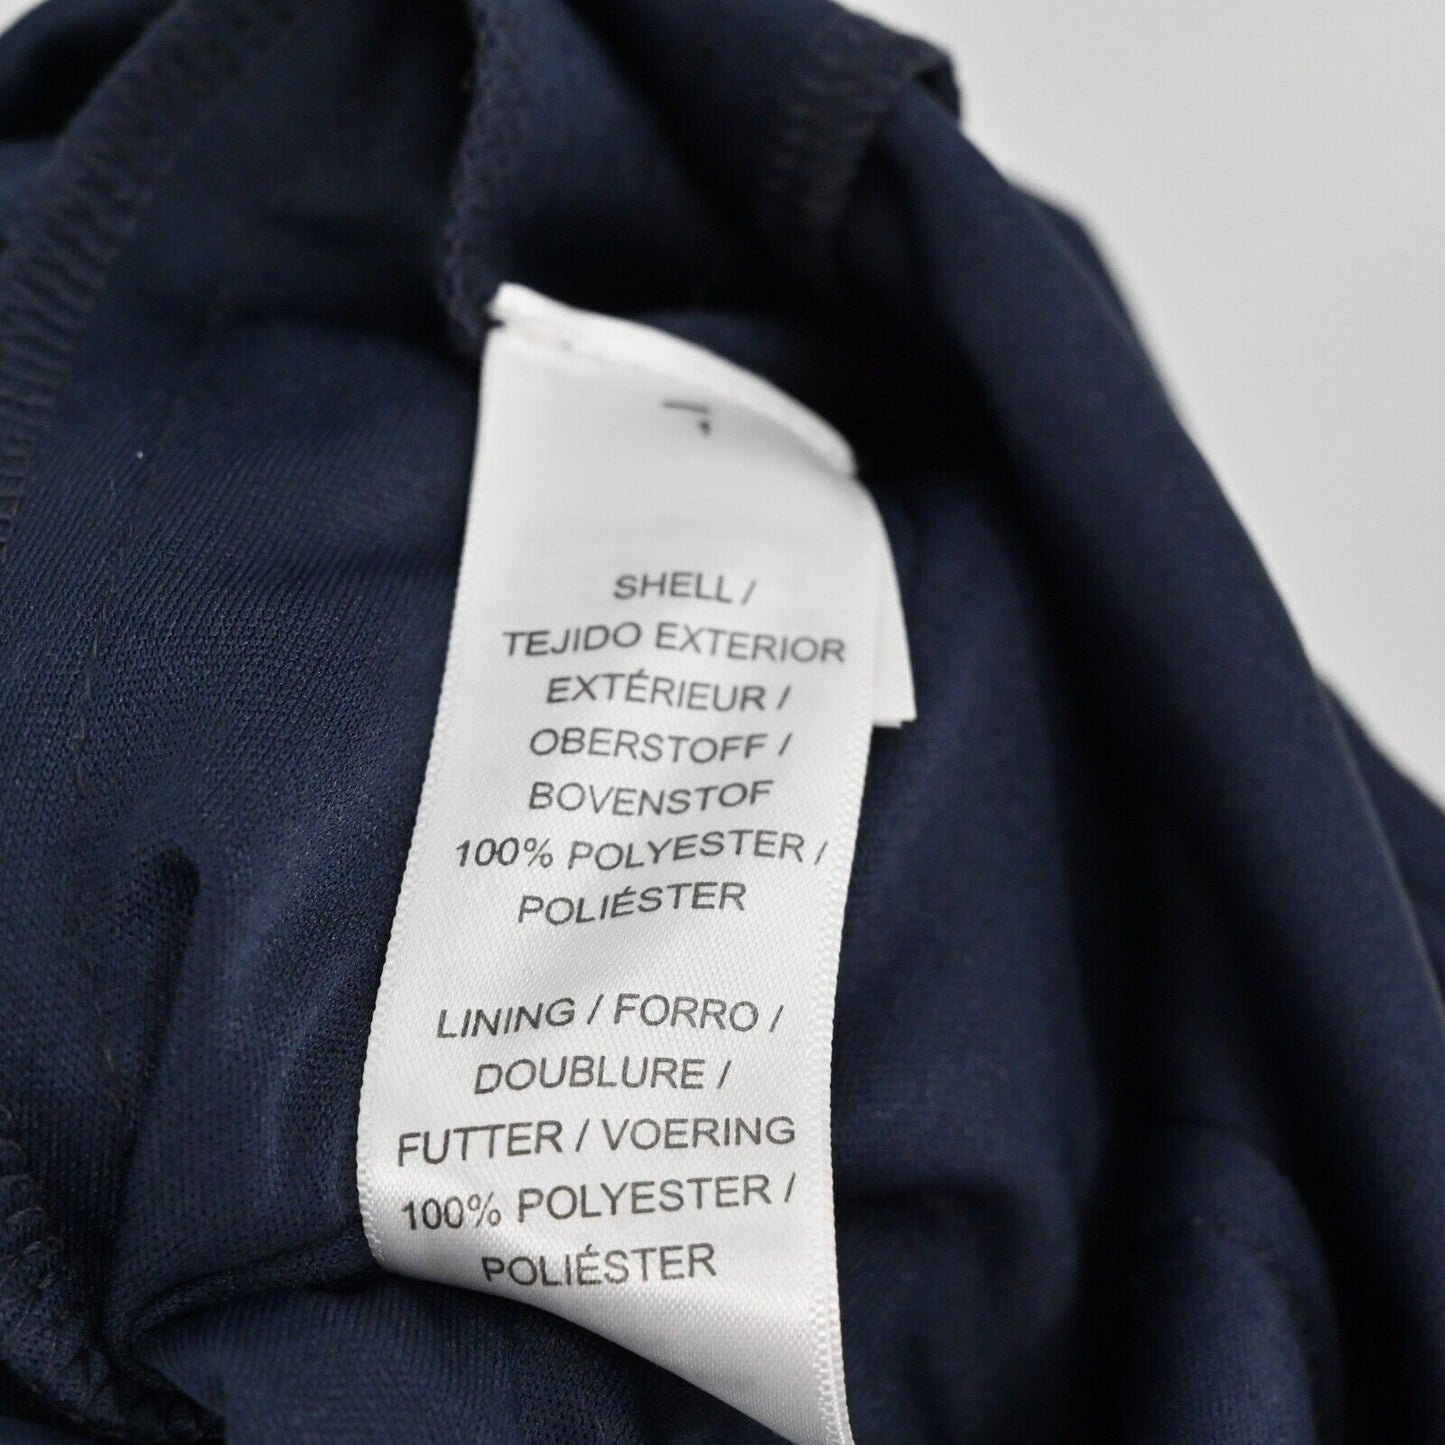 SHELL /
TEJIDO EXTERIOR
EXTÉRIEUR /
OBERSTOFF /
BOVENSTOF
100% POLYESTER /
POLIÉSTER
LINING / FORRO /
DOUBLURE /
FUTTER / VOERING
100% POLYESTER /
POLIÉSTER